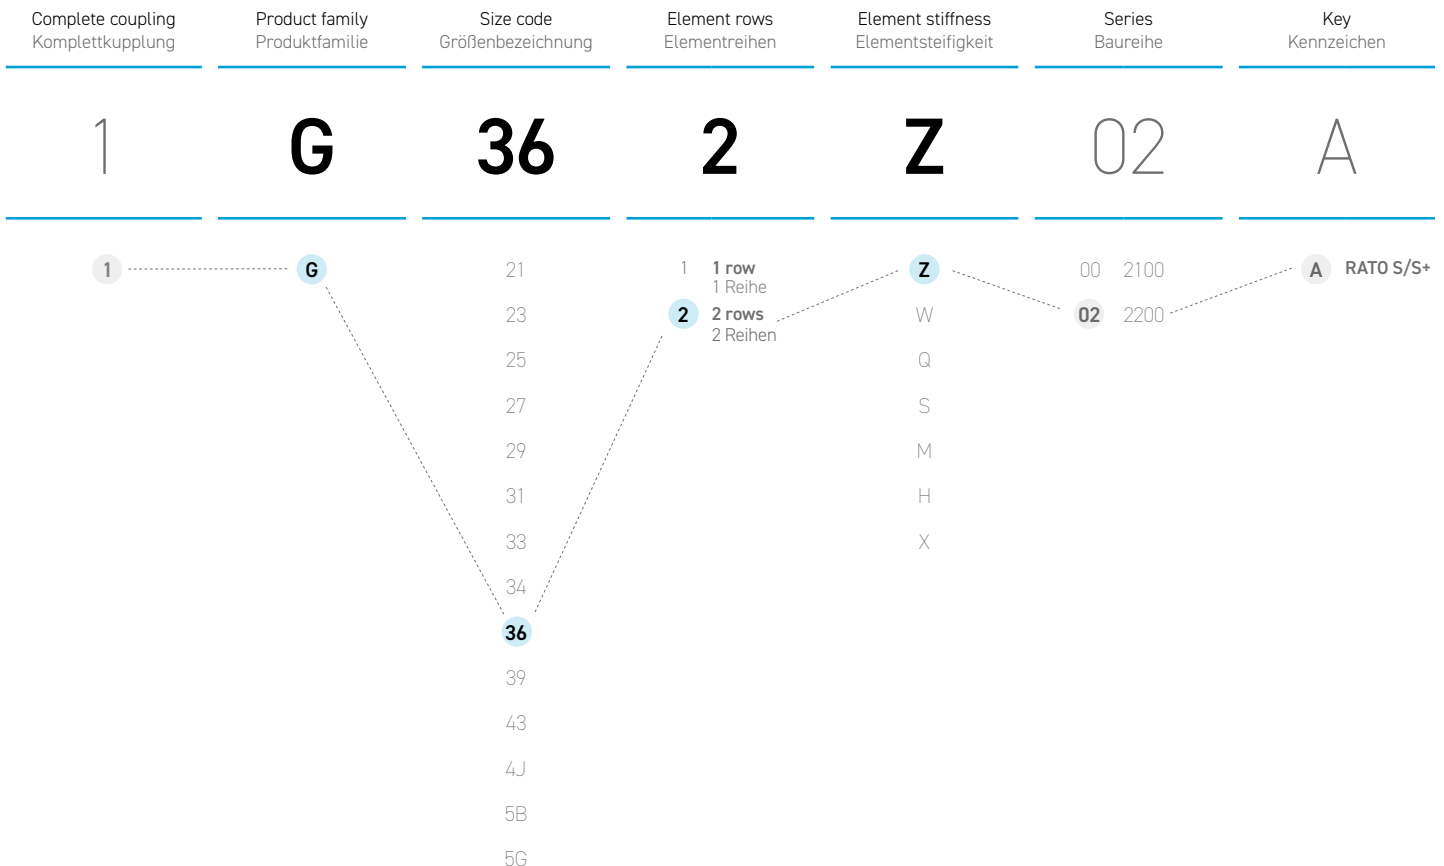 Complete coupling
Komplettkupplung
Product family
Produktfamilie
Size code
Größenbezeichnung
Element rows
Elementreihen
Element stiffness
Elementsteifigkeit
Series
Baureihe
Key
Kennzeichen
1
G
36
2
Z
02
A
1
G
21
23
25
27
29
31
33
34
36
39
43
4J
5B
5G
1 1 row
1 Reihe
2 2 rows
2 Reihen
Z
W
Q
S
M
H
X
00 2100
02 2200
A RATO S/S+